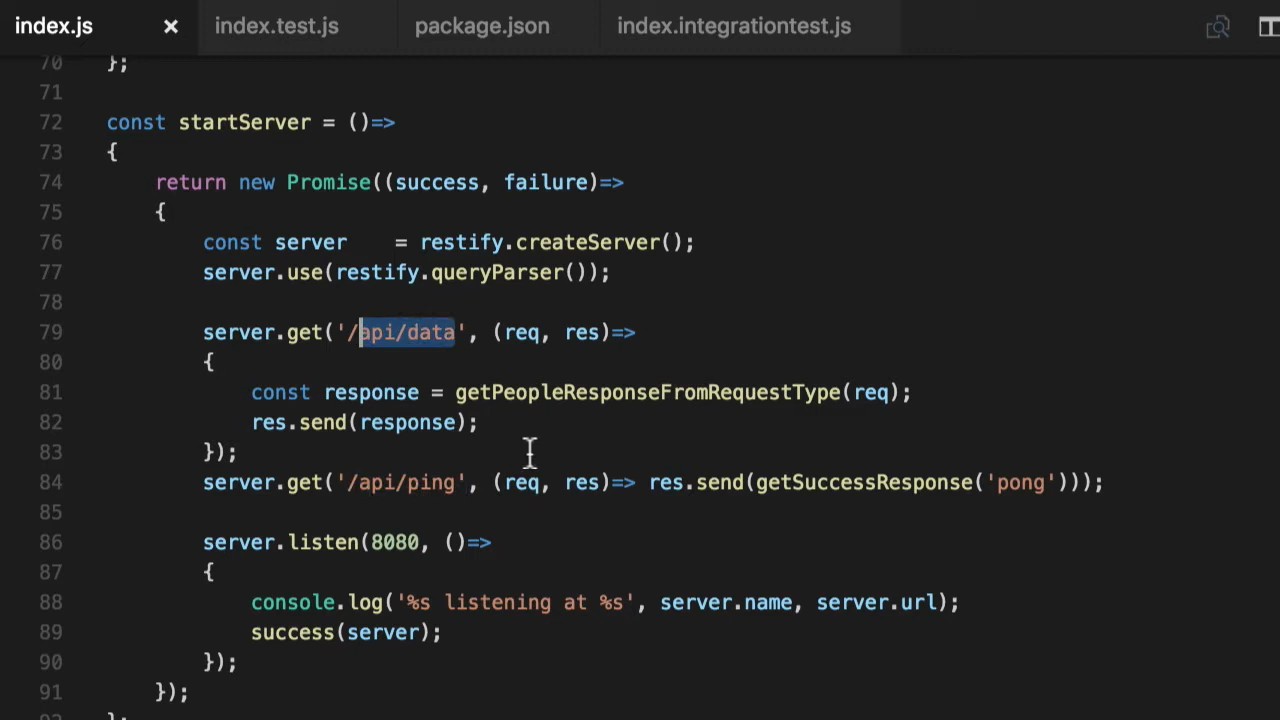 index.js × index.test.js package.json index.integrationtest.js
70 };
71
72 const startServer = ()=>
73 {
74 return new Promise((success, failure)=>
75 {
76 const server    = restify.createServer();
77 server.use(restify.queryParser());
78
79 server.get('/api/data', (req, res)=>
80 {
81 const response = getPeopleResponseFromRequestType(req);
82 res.send(response);
83 });
84 server.get('/api/ping', (req, res)=> res.send(getSuccessResponse('pong')));
85
86 server.listen(8080, ()=>
87 {
88 console.log('%s listening at %s', server.name, server.url);
89 success(server);
90 });
91 });
92 };